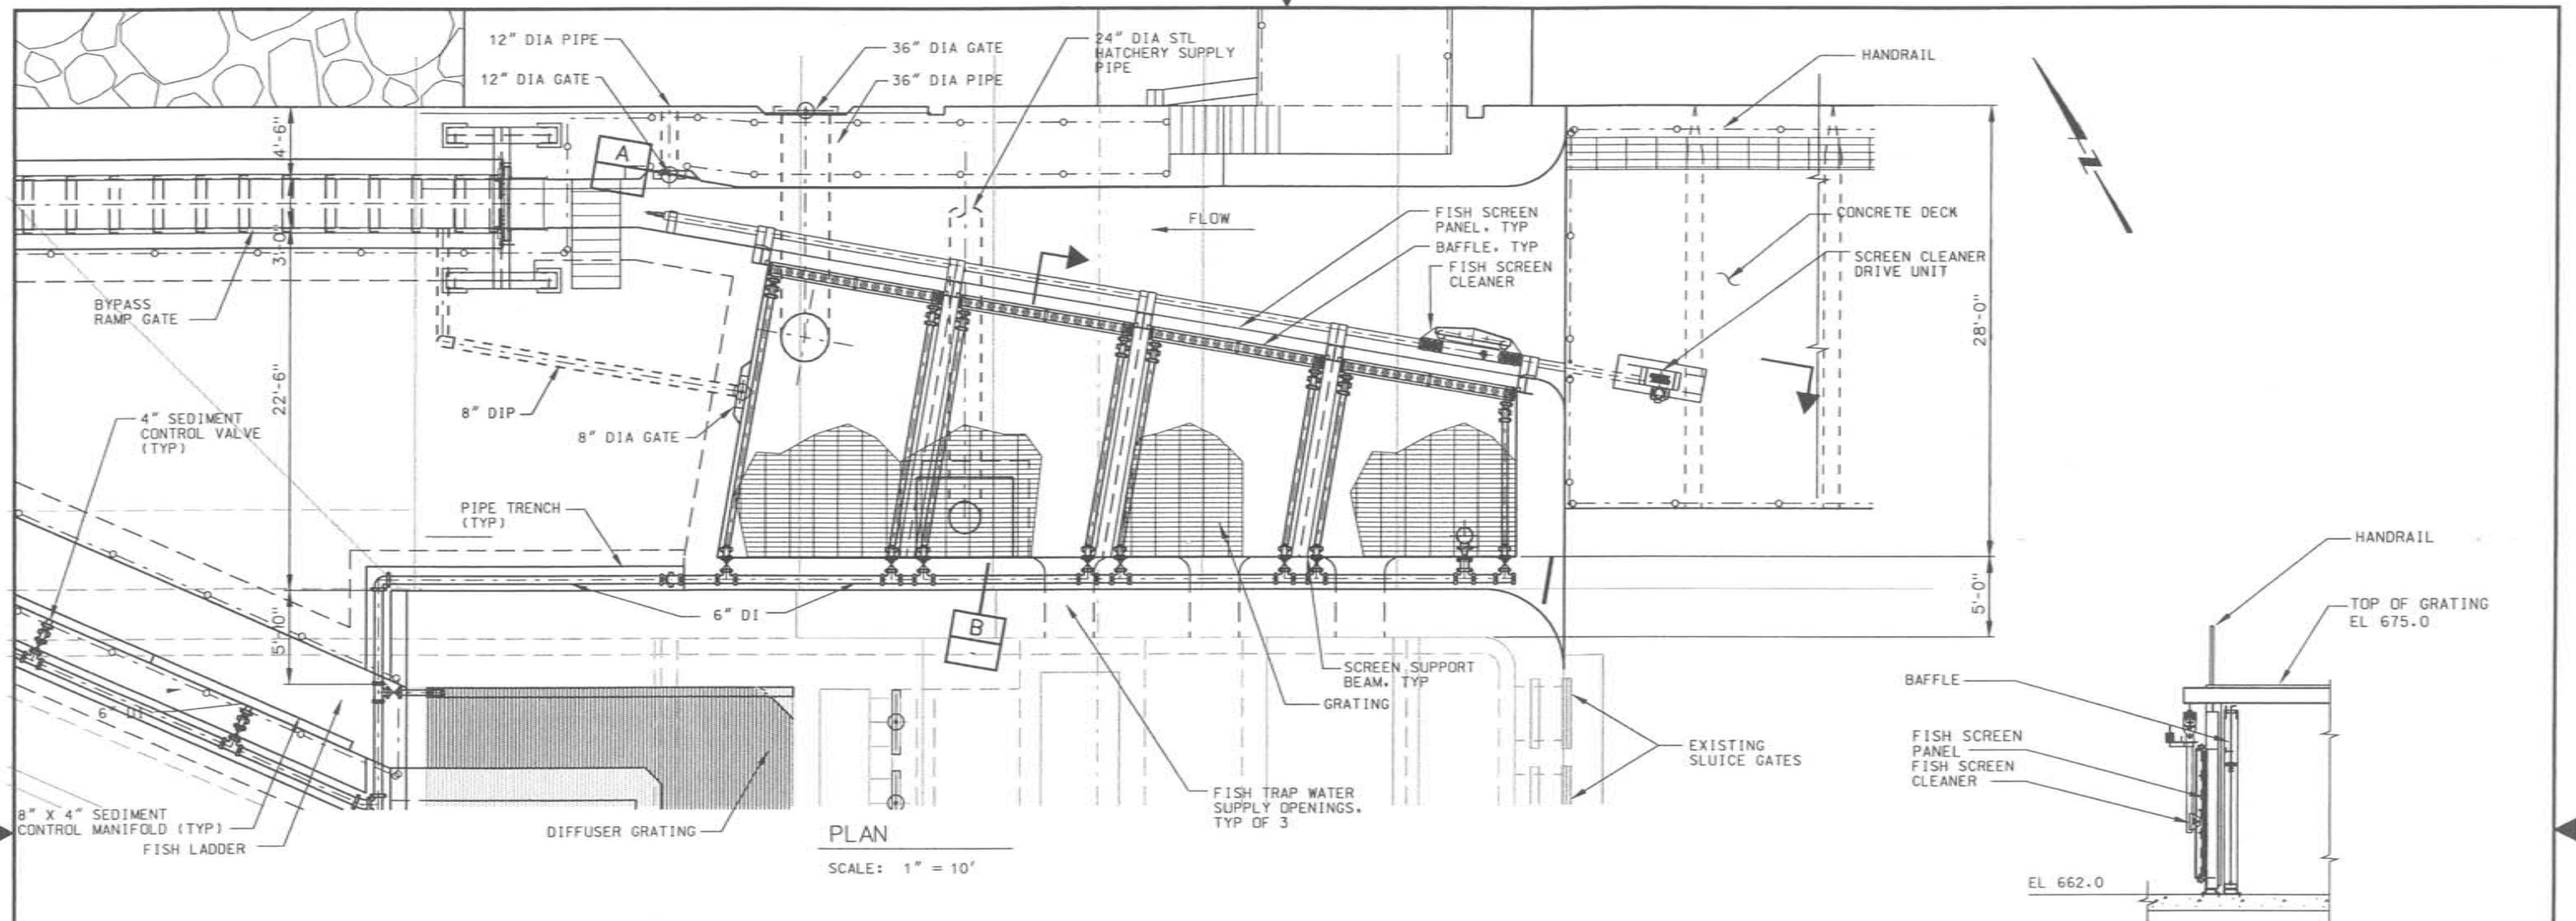 12" DIA PIPE
12" DIA GATE
36" DIA GATE
36" DIA PIPE
24" DIA STL
HATCHERY SUPPLY
PIPE
HANDRAIL
4'-6"
A
FLOW
FISH SCREEN
PANEL, TYP
BAFFLE, TYP
FISH SCREEN
CLEANER
CONCRETE DECK
SCREEN CLEANER
DRIVE UNIT
N
3'-0"
BYPASS
RAMP GATE
28'-0"
22'-6"
8" DIP
8" DIA GATE
4" SEDIMENT
CONTROL VALVE
(TYP)
PIPE TRENCH
(TYP)
HANDRAIL
TOP OF GRATING
EL 675.0
6" DI
B
5'-0"
5'-10"
SCREEN SUPPORT
BEAM, TYP
GRATING
BAFFLE
6" DI
EXISTING
SLUICE GATES
FISH SCREEN
PANEL
FISH SCREEN
CLEANER
FISH TRAP WATER
SUPPLY OPENINGS,
TYP OF 3
8" X 4" SEDIMENT
CONTROL MANIFOLD (TYP)
FISH LADDER
DIFFUSER GRATING
PLAN
SCALE: 1" = 10'
EL 662.0